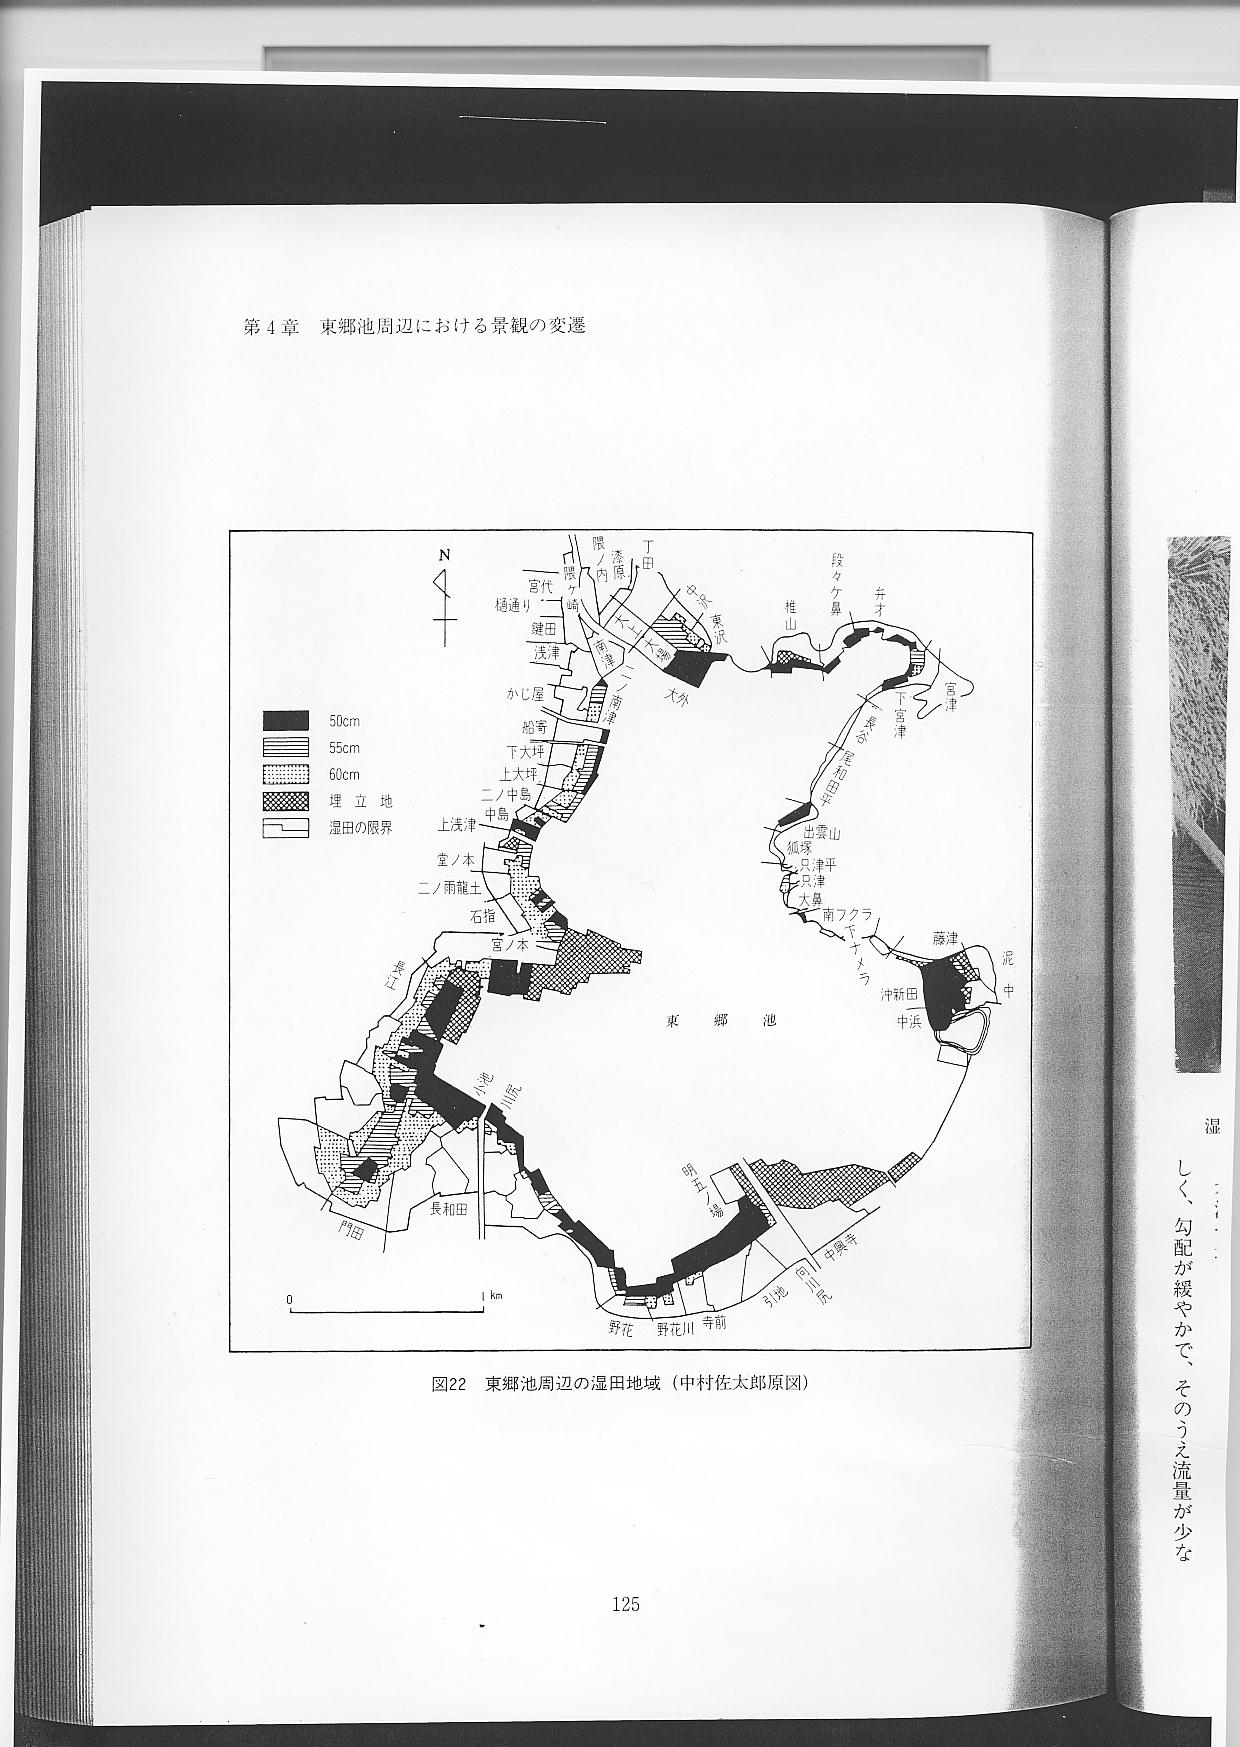 第4章　東郷池周辺における景観の変遷
N
50cm
55cm
60cm
埋立地
湿田の限界
隈ノ内
漆原
丁田
隈ヶ崎
宮代
樋通り
鍵田
浅津
かじ屋
船寄
下大坪
上大坪
二ノ中島
中島
上浅津
堂ノ本
二ノ雨龍土
石指
宮ノ本
長江
南津
二ノ南津
大上
大場
中沢
東沢
大外
椎山
段々ケ鼻
弁才
宮津
下宮津
長谷
尾和田平
出雲山
狐塚
只津平
只津
大鼻
南フクラ
下ナメラ
藤津
泥中
沖新田
中浜
東郷池
小池
川尻
明五ノ場
長和田
門田
中興寺
向川尻
引地
寺前
野花川
野花
0
1km
図22　東郷池周辺の湿田地域（中村佐太郎原図）
125
湿
しく、勾配が緩やかで、そのうえ流量が少な